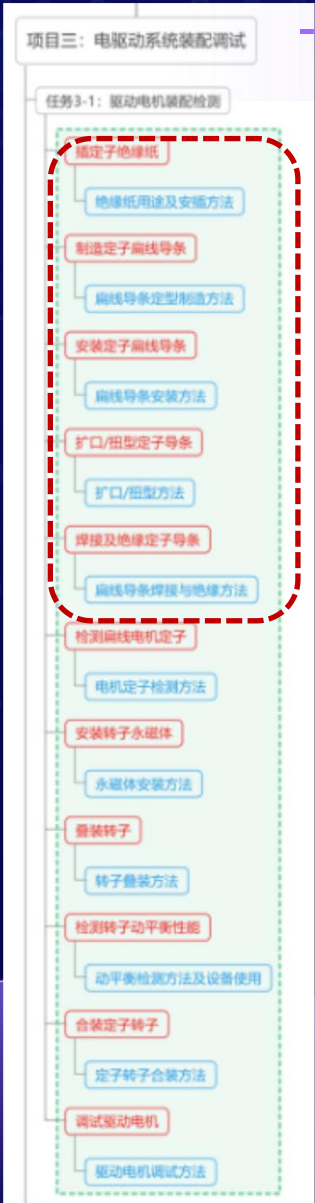 项目三：电驱动系统装配调试
任务3-1：驱动电机装配检测
插定子绝缘纸
绝缘纸用途及安插方法
制造定子扁线导条
扁线导条定型制造方法
安装定子扁线导条
扁线导条安装方法
扩口/扭型定子导条
扩口/扭型方法
焊接及绝缘定子导条
扁线导条焊接与绝缘方法
检测扁线电机定子
电机定子检测方法
安装转子永磁体
永磁体安装方法
叠装转子
转子叠装方法
检测转子动平衡性能
动平衡检测方法及设备使用
合装定子转子
定子转子合装方法
调试驱动电机
驱动电机调试方法